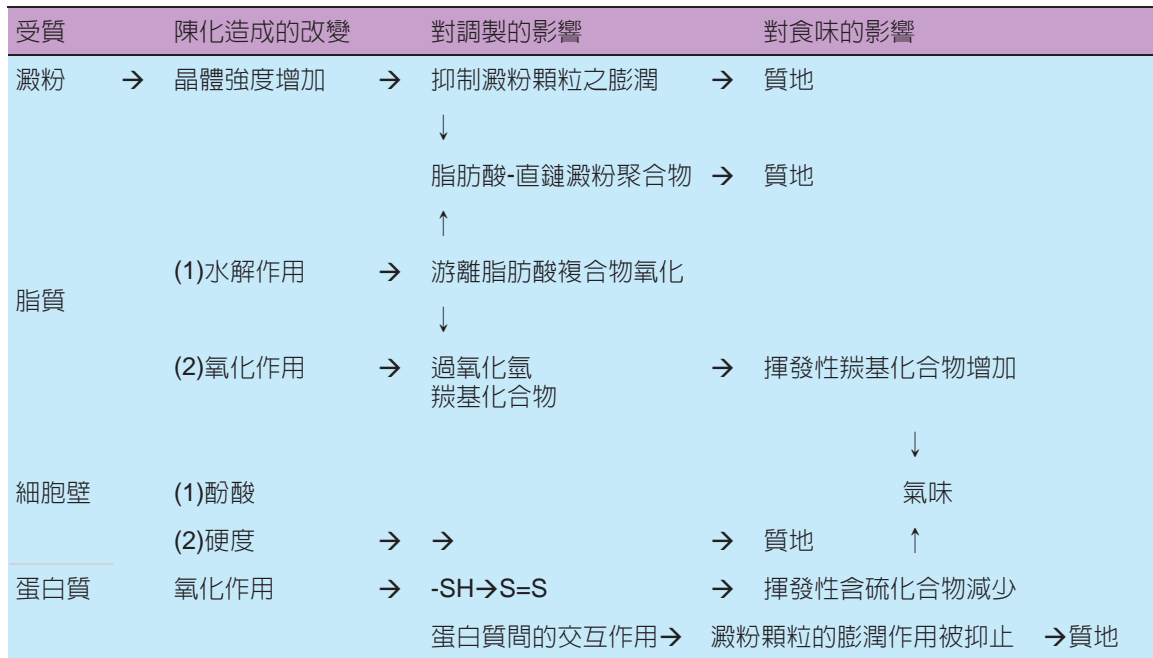 受質 陳化造成的改變 對調製的影響 對食味的影響
澱粉 → 晶體強度增加 → 抑制澱粉顆粒之膨潤 → 質地
↓
脂肪酸-直鏈澱粉聚合物 → 質地
↑
(1)水解作用 → 游離脂肪酸複合物氧化
脂質
↓
(2)氧化作用 → 過氧化氫 → 揮發性羰基化合物增加
羰基化合物
↓
細胞壁 (1)酚酸 氣味
(2)硬度 → → → 質地 ↑
蛋白質 氧化作用 → -SH→S=S → 揮發性含硫化合物減少
蛋白質間的交互作用→ 澱粉顆粒的膨潤作用被抑止 →質地